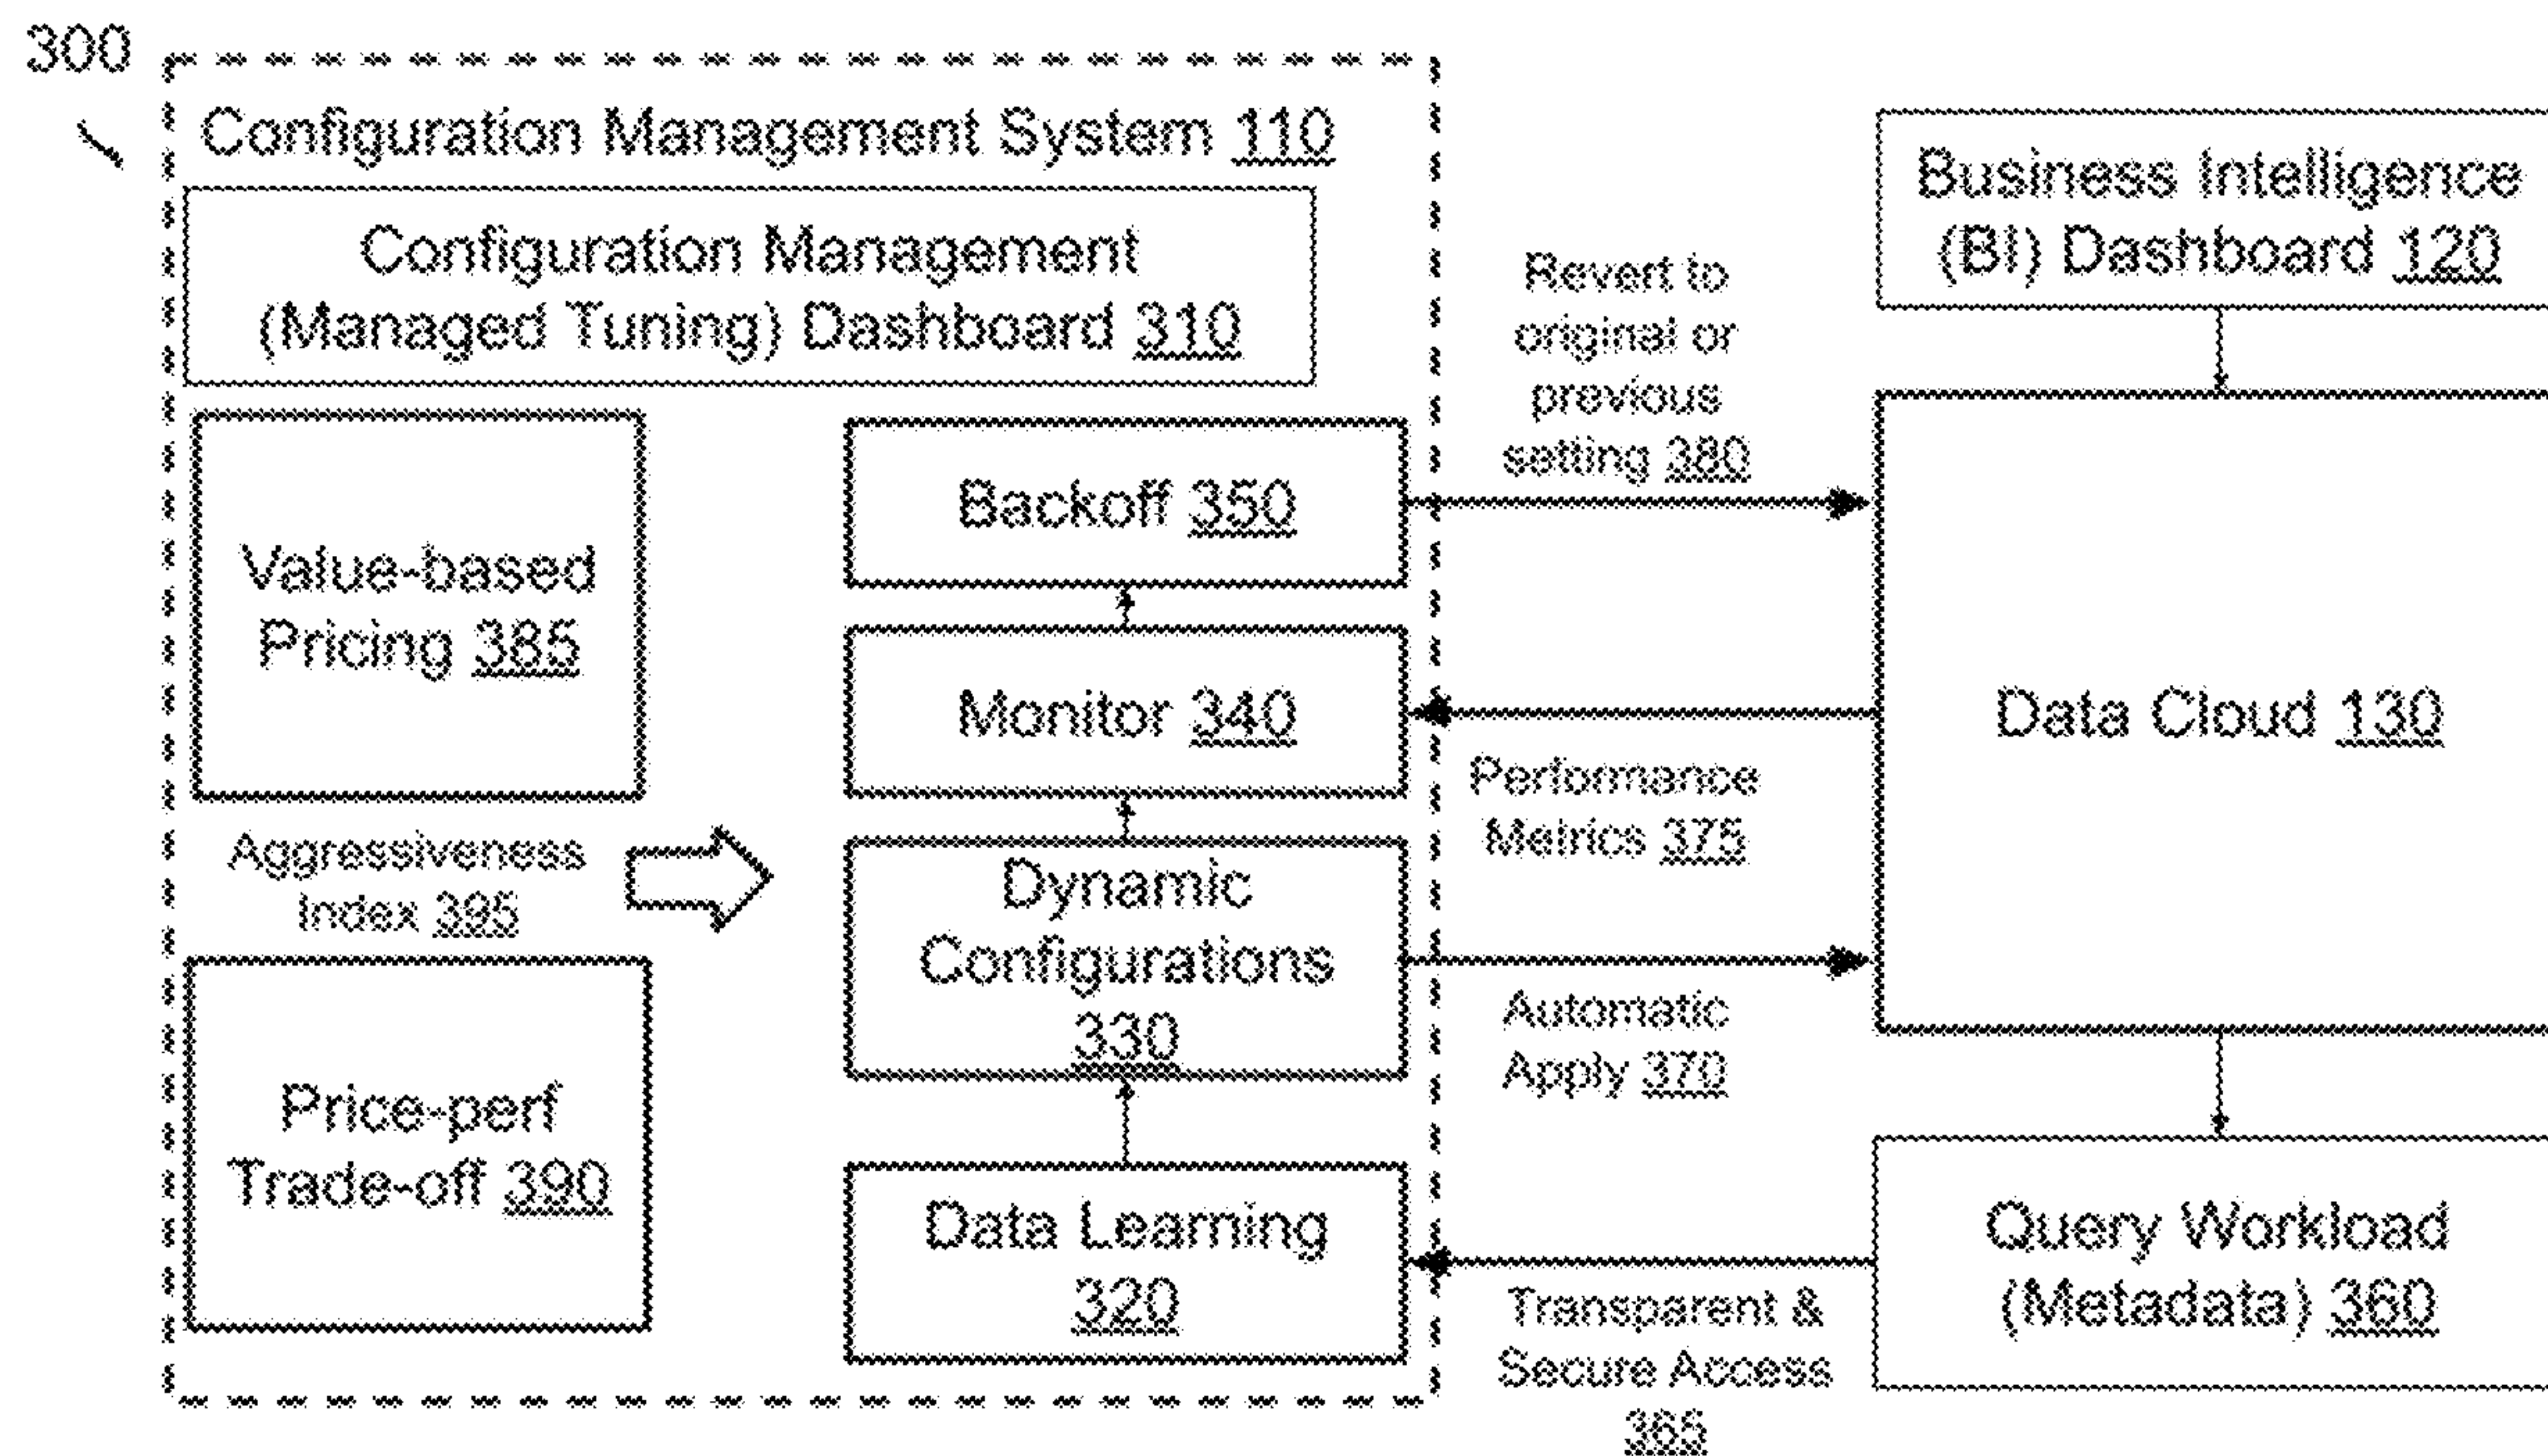 300
Configuration Management System 110
Configuration Management
(Managed Tuning) Dashboard 310
Value-based
Pricing 385
Aggressiveness
Index 395
Price-perf
Trade-off 390
Backoff 350
Monitor 340
Dynamic
Configurations
330
Data Learning
320
Revert to
original or
previous
setting 380
Performance
Metrics 375
Automatic
Apply 370
Transparent &
Secure Access
365
Business Intelligence
(BI) Dashboard 120
Data Cloud 130
Query Workload
(Metadata) 360